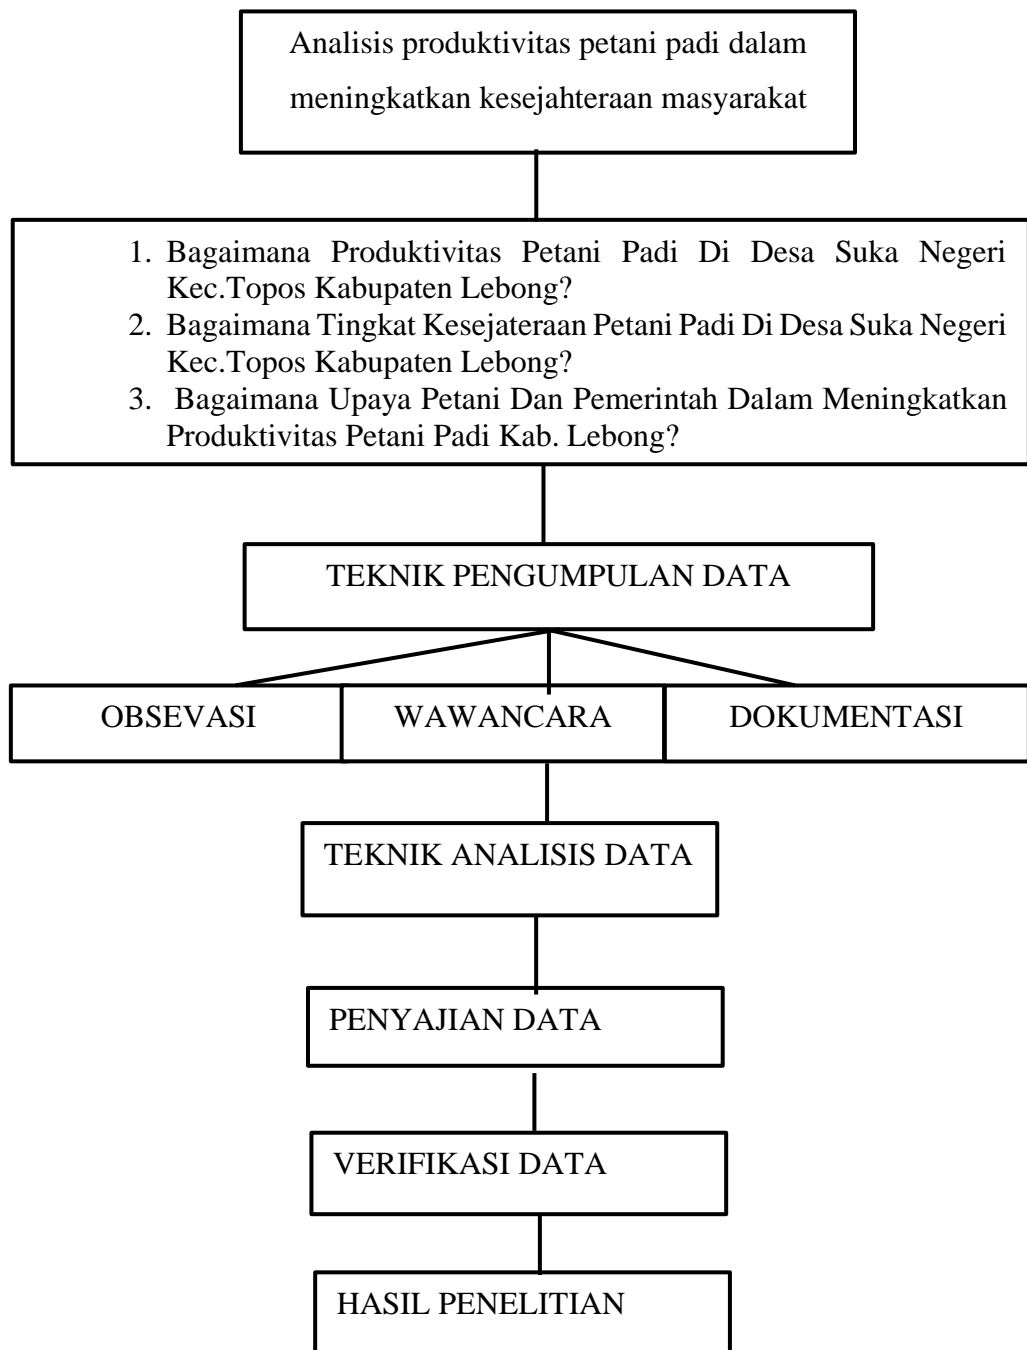 Analisis produktivitas petani padi dalam
meningkatkan kesejahteraan masyarakat
1. Bagaimana Produktivitas Petani Padi Di Desa Suka Negeri
Kec.Topos Kabupaten Lebong?
2. Bagaimana Tingkat Kesejateraan Petani Padi Di Desa Suka Negeri
Kec.Topos Kabupaten Lebong?
3. Bagaimana Upaya Petani Dan Pemerintah Dalam Meningkatkan
Produktivitas Petani Padi Kab. Lebong?
TEKNIK PENGUMPULAN DATA
OBSEVASI WAWANCARA DOKUMENTASI
TEKNIK ANALISIS DATA
PENYAJIAN DATA
VERIFIKASI DATA
HASIL PENELITIAN